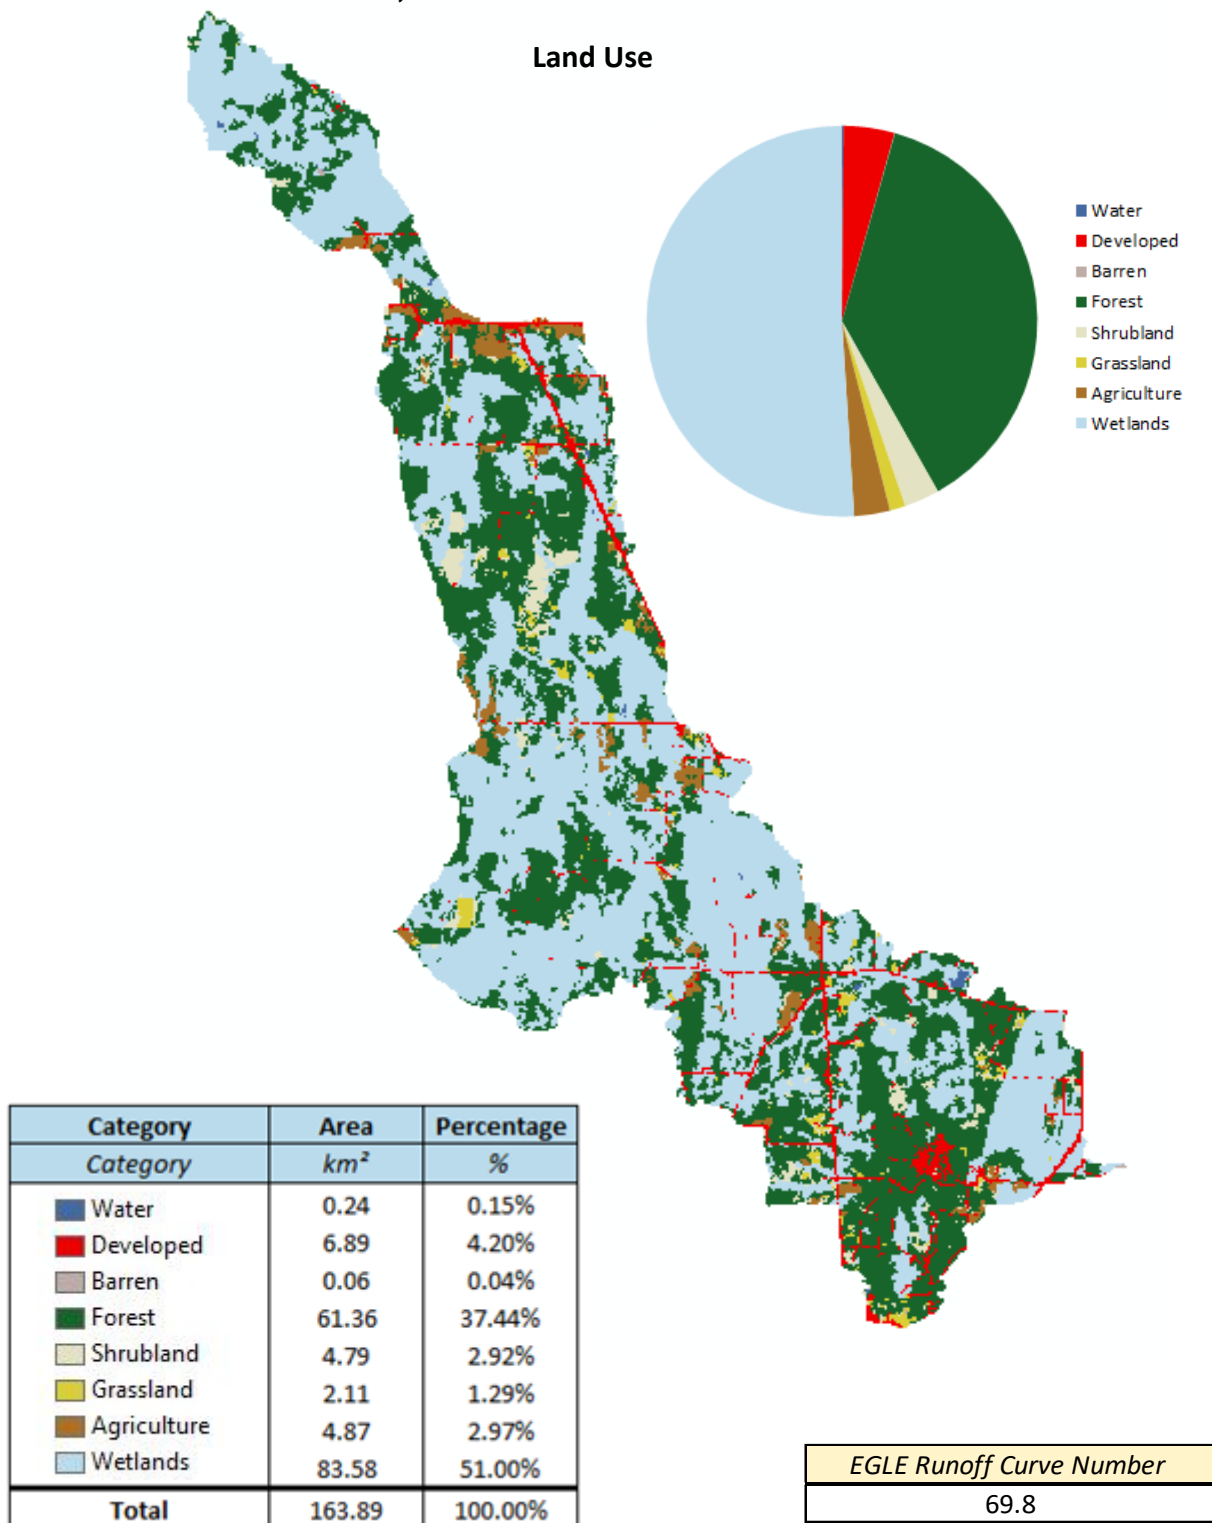 Land Use
Water
Developed
Barren
Forest
Shrubland
Grassland
Agriculture
Wetlands
Category Area Percentage
Category km² %
Water 0.24 0.15%
Developed 6.89 4.20%
Barren 0.06 0.04%
Forest 61.36 37.44%
Shrubland 4.79 2.92%
Grassland 2.11 1.29%
Agriculture 4.87 2.97%
Wetlands 83.58 51.00%
Total 163.89 100.00%
EGLE Runoff Curve Number
69.8